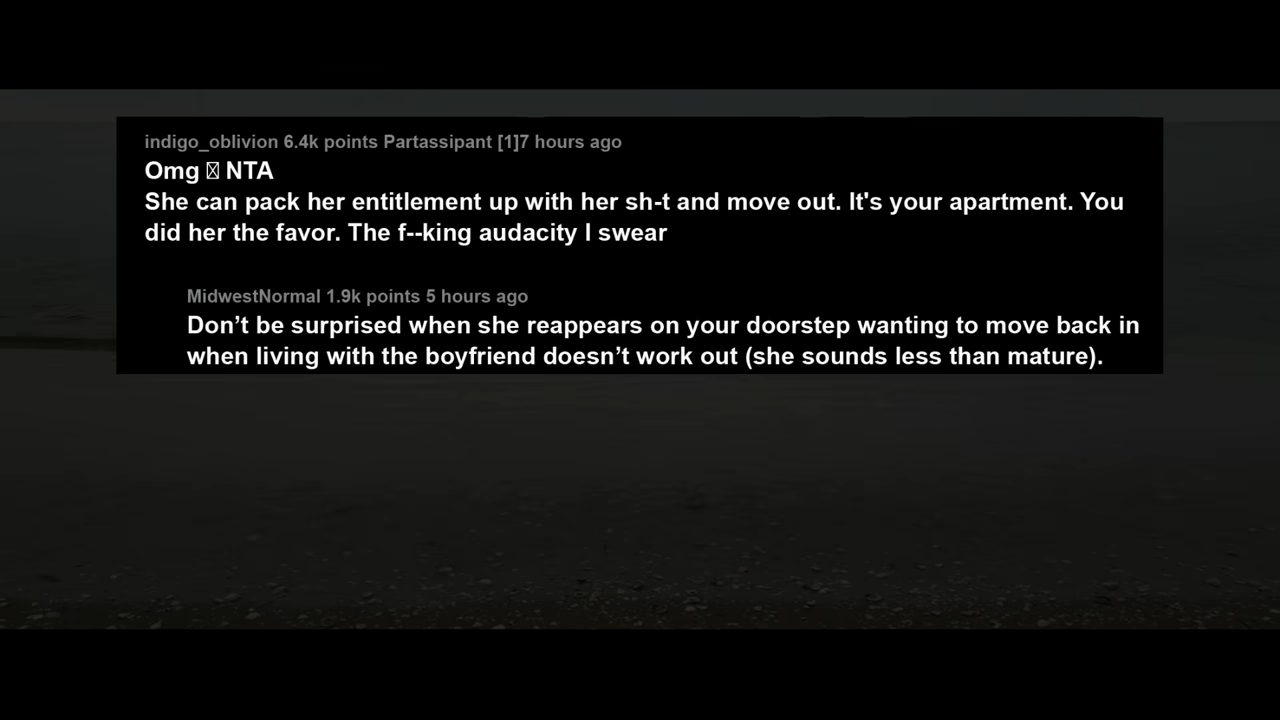 indigo_oblivion 6.4k points Partassipant [1]7 hours ago
Omg  NTA
She can pack her entitlement up with her sh-t and move out. It's your apartment. You
did her the favor. The f--king audacity I swear
MidwestNormal 1.9k points 5 hours ago
Don’t be surprised when she reappears on your doorstep wanting to move back in
when living with the boyfriend doesn’t work out (she sounds less than mature).